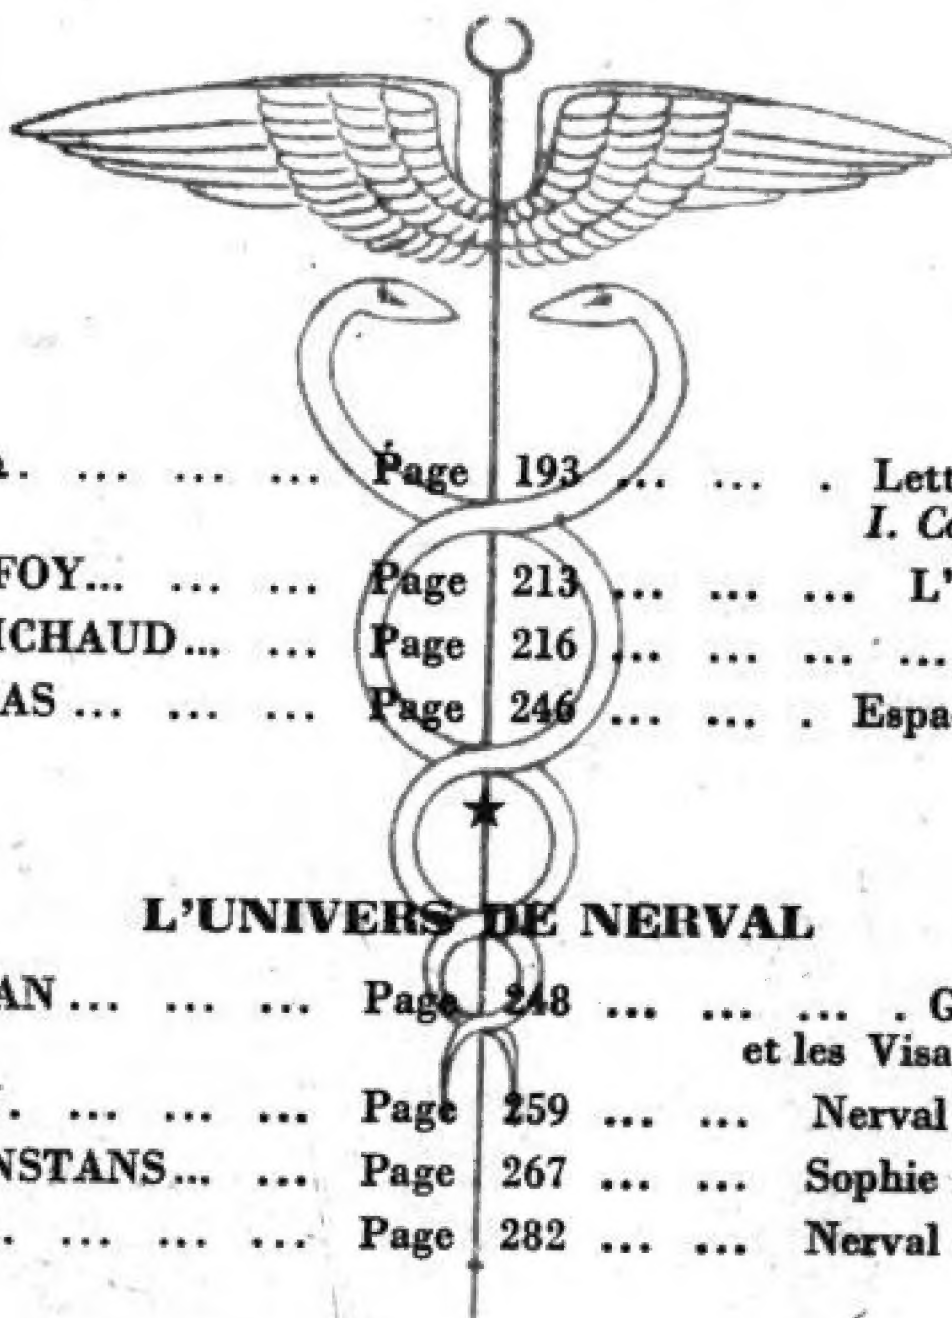 ... ... ... ... Page 193 ... ... . Lett
I. Co
FOY... ... ... Page 213 ... ... ... L'
ICHAUD... ... Page 216 ... ... ... ...
AS ... ... ... Page 246 ... ... . Espa
L'UNIVERS DE NERVAL
AN ... ... ... Page 248 ... ... ... . G
et les Visa
. ... ... ... Page 259 ... ... Nerval
NSTANS... ... Page 267 ... ... Sophie
.. ... ... ... Page 282 ... ... Nerval